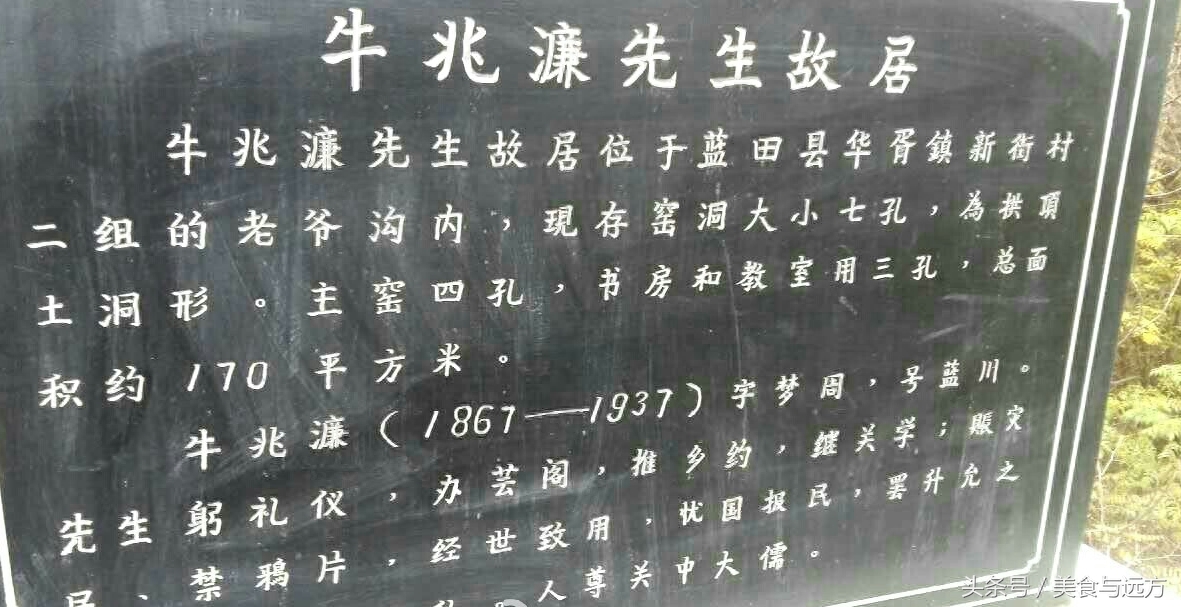 牛兆濂先生故居
牛兆濂先生故居位于蓝田县华胥鎮新街村
二组的老爷沟内，現存窑洞大小七孔，為拱頂
土洞形。主窑四孔，书房和教室用三孔，总面
积约170平方米。
牛兆濂（1867——1937）字梦周，号蓝川。
先生躬礼仪，办芸阁，推乡约，继关学；賑灾
、禁鸦片，经世致用，忧国报民，罢升允之
人尊关中大儒。
头条号 / 美食与远方